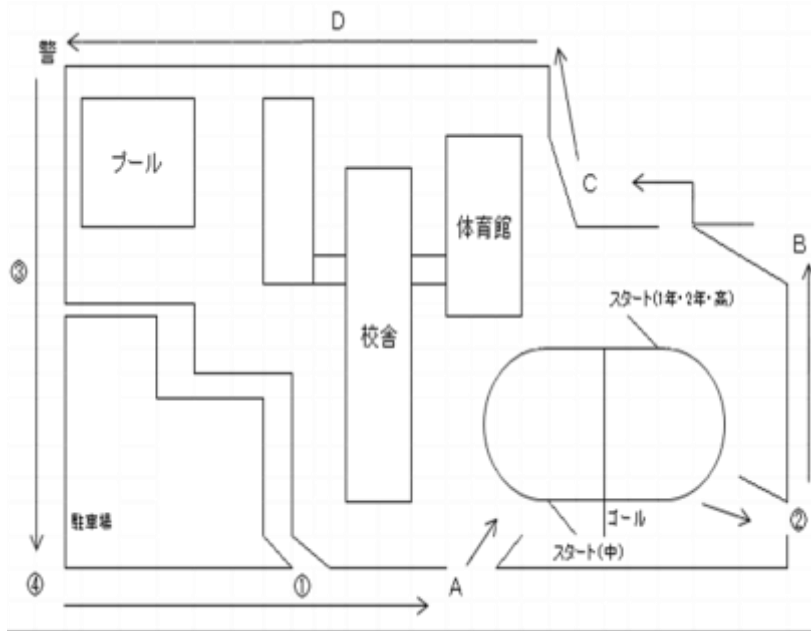 D
警
プール
体育館
C
B
③
スタート(1年・2年・高)
校舎
駐車場
ゴール
②
スタート(中)
④
①
A